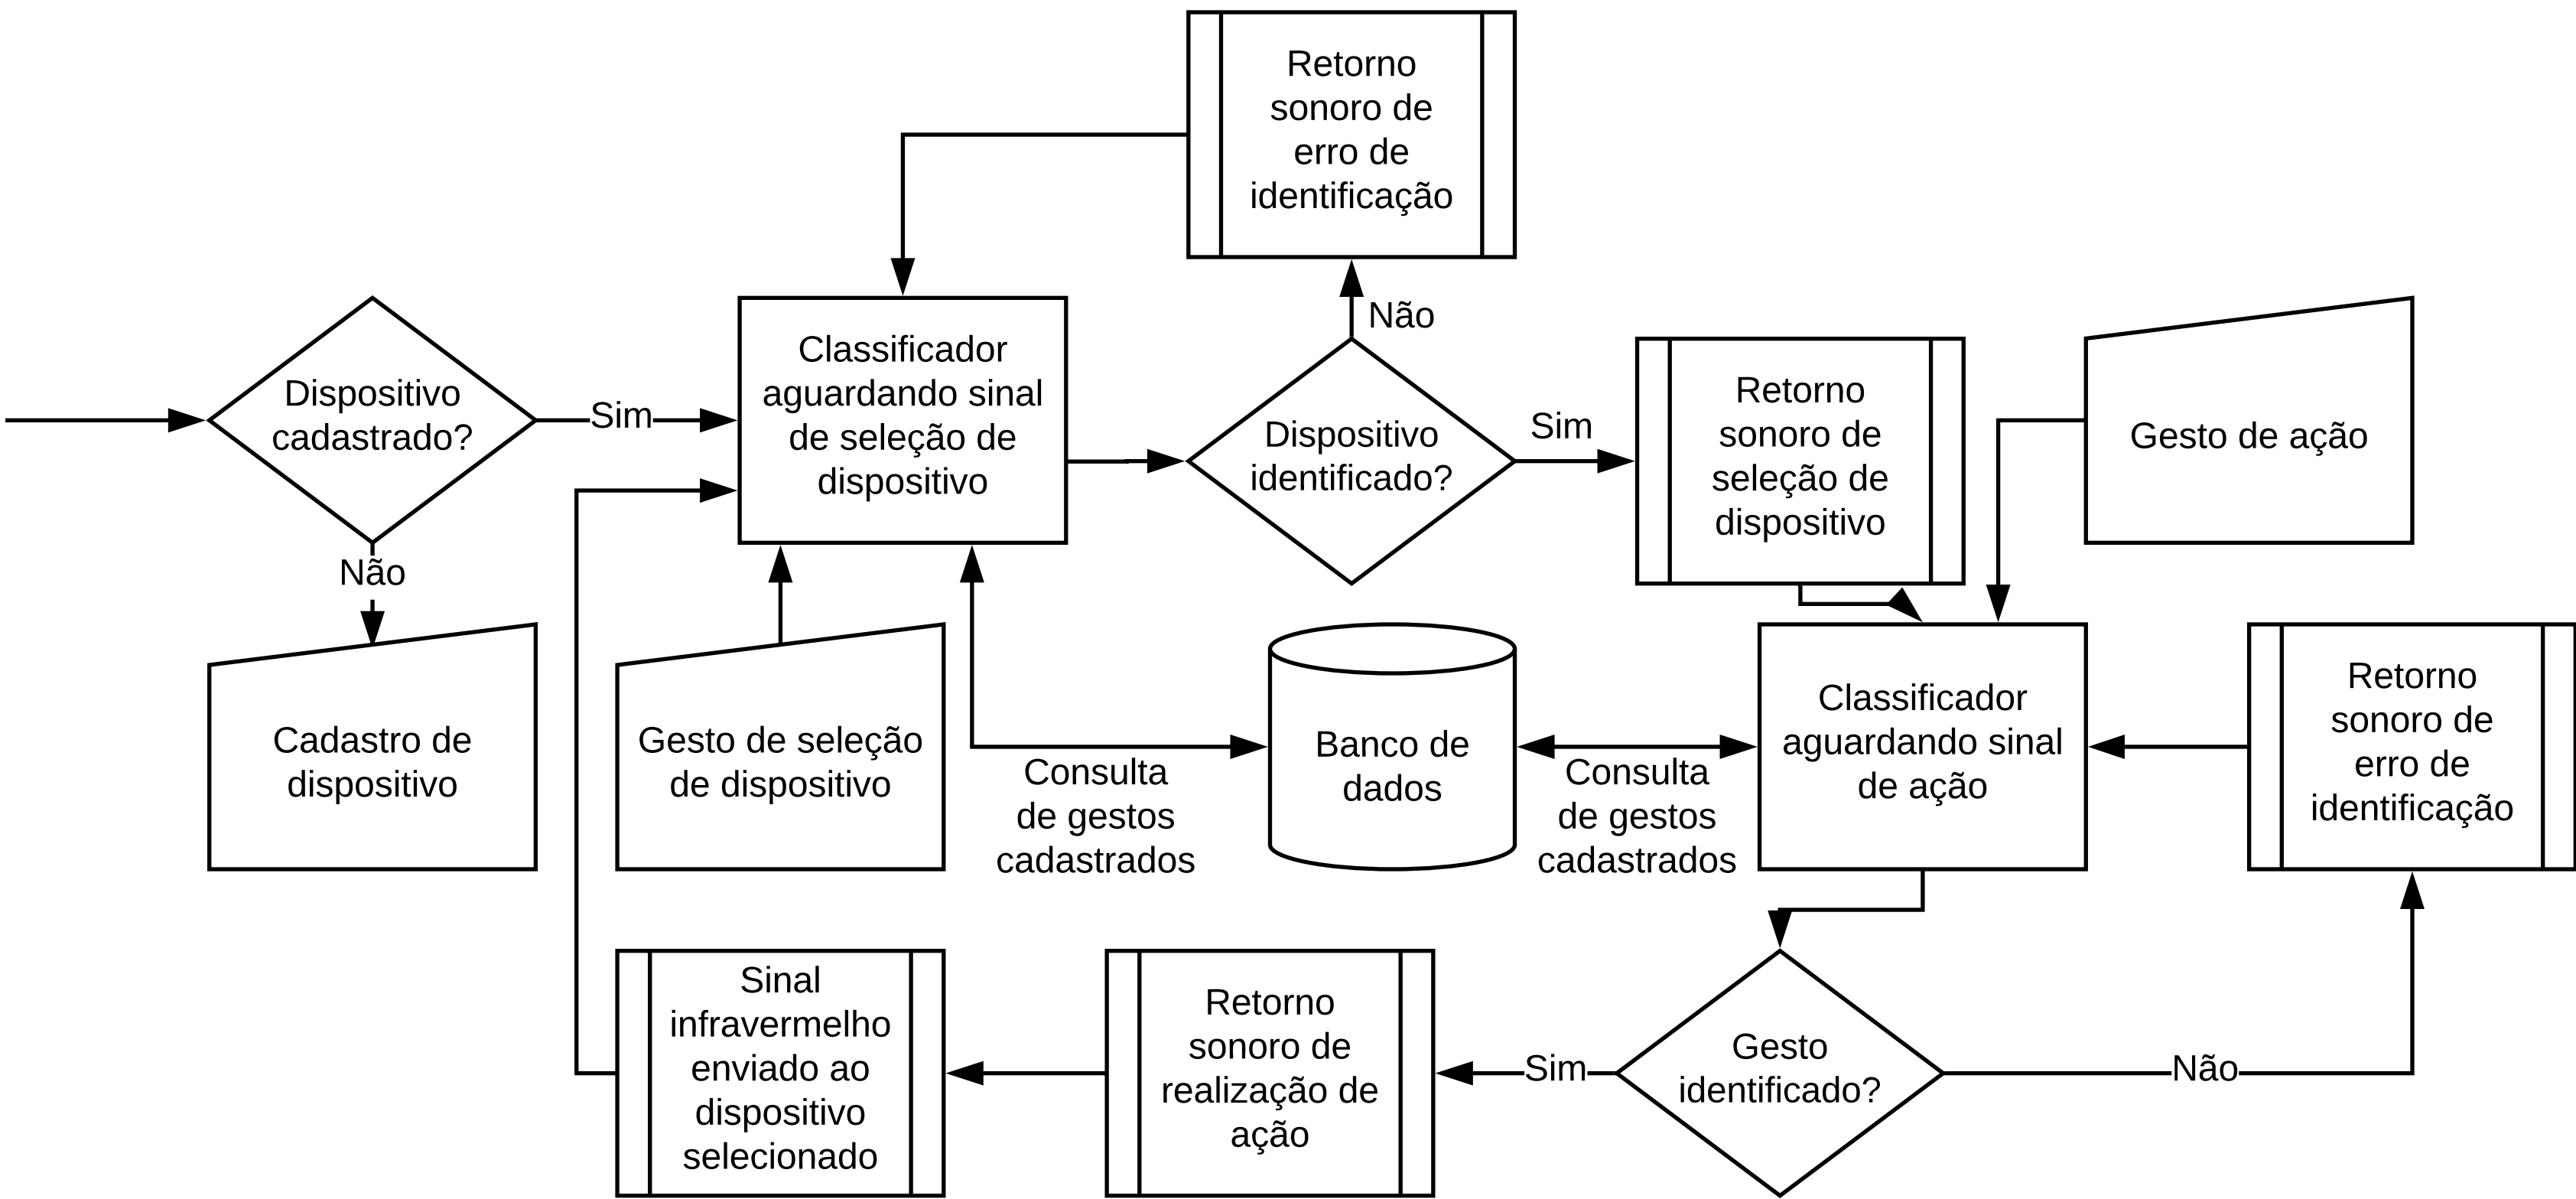 Retorno
sonoro de
erro de
identificação
Não
Dispositivo
cadastrado?
Sim
Classificador
aguardando sinal
de seleção de
dispositivo
Dispositivo
identificado?
Sim
Retorno
sonoro de
seleção de
dispositivo
Gesto de ação
Não
Cadastro de
dispositivo
Gesto de seleção
de dispositivo
Consulta
de gestos
cadastrados
Banco de
dados
Consulta
de gestos
cadastrados
Classificador
aguardando sinal
de ação
Retorno
sonoro de
erro de
identificação
Sinal
infravermelho
enviado ao
dispositivo
selecionado
Retorno
sonoro de
realização de
ação
Sim
Gesto
identificado?
Não